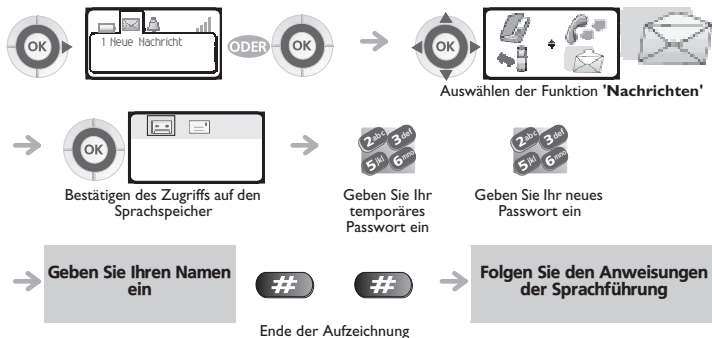 OK
1 Neue Nachricht
ODER
OK
OK
Auswählen der Funktion 'Nachrichten'
OK
2abc 3def
5jkl 6mno
2abc 3def
5jkl 6mno
Bestätigen des Zugriffs auf den
Sprachspeicher
Geben Sie Ihr
temporäres
Passwort ein
Geben Sie Ihr neues
Passwort ein
Geben Sie Ihren Namen
ein
#
#
Folgen Sie den Anweisungen
der Sprachführung
Ende der Aufzeichnung